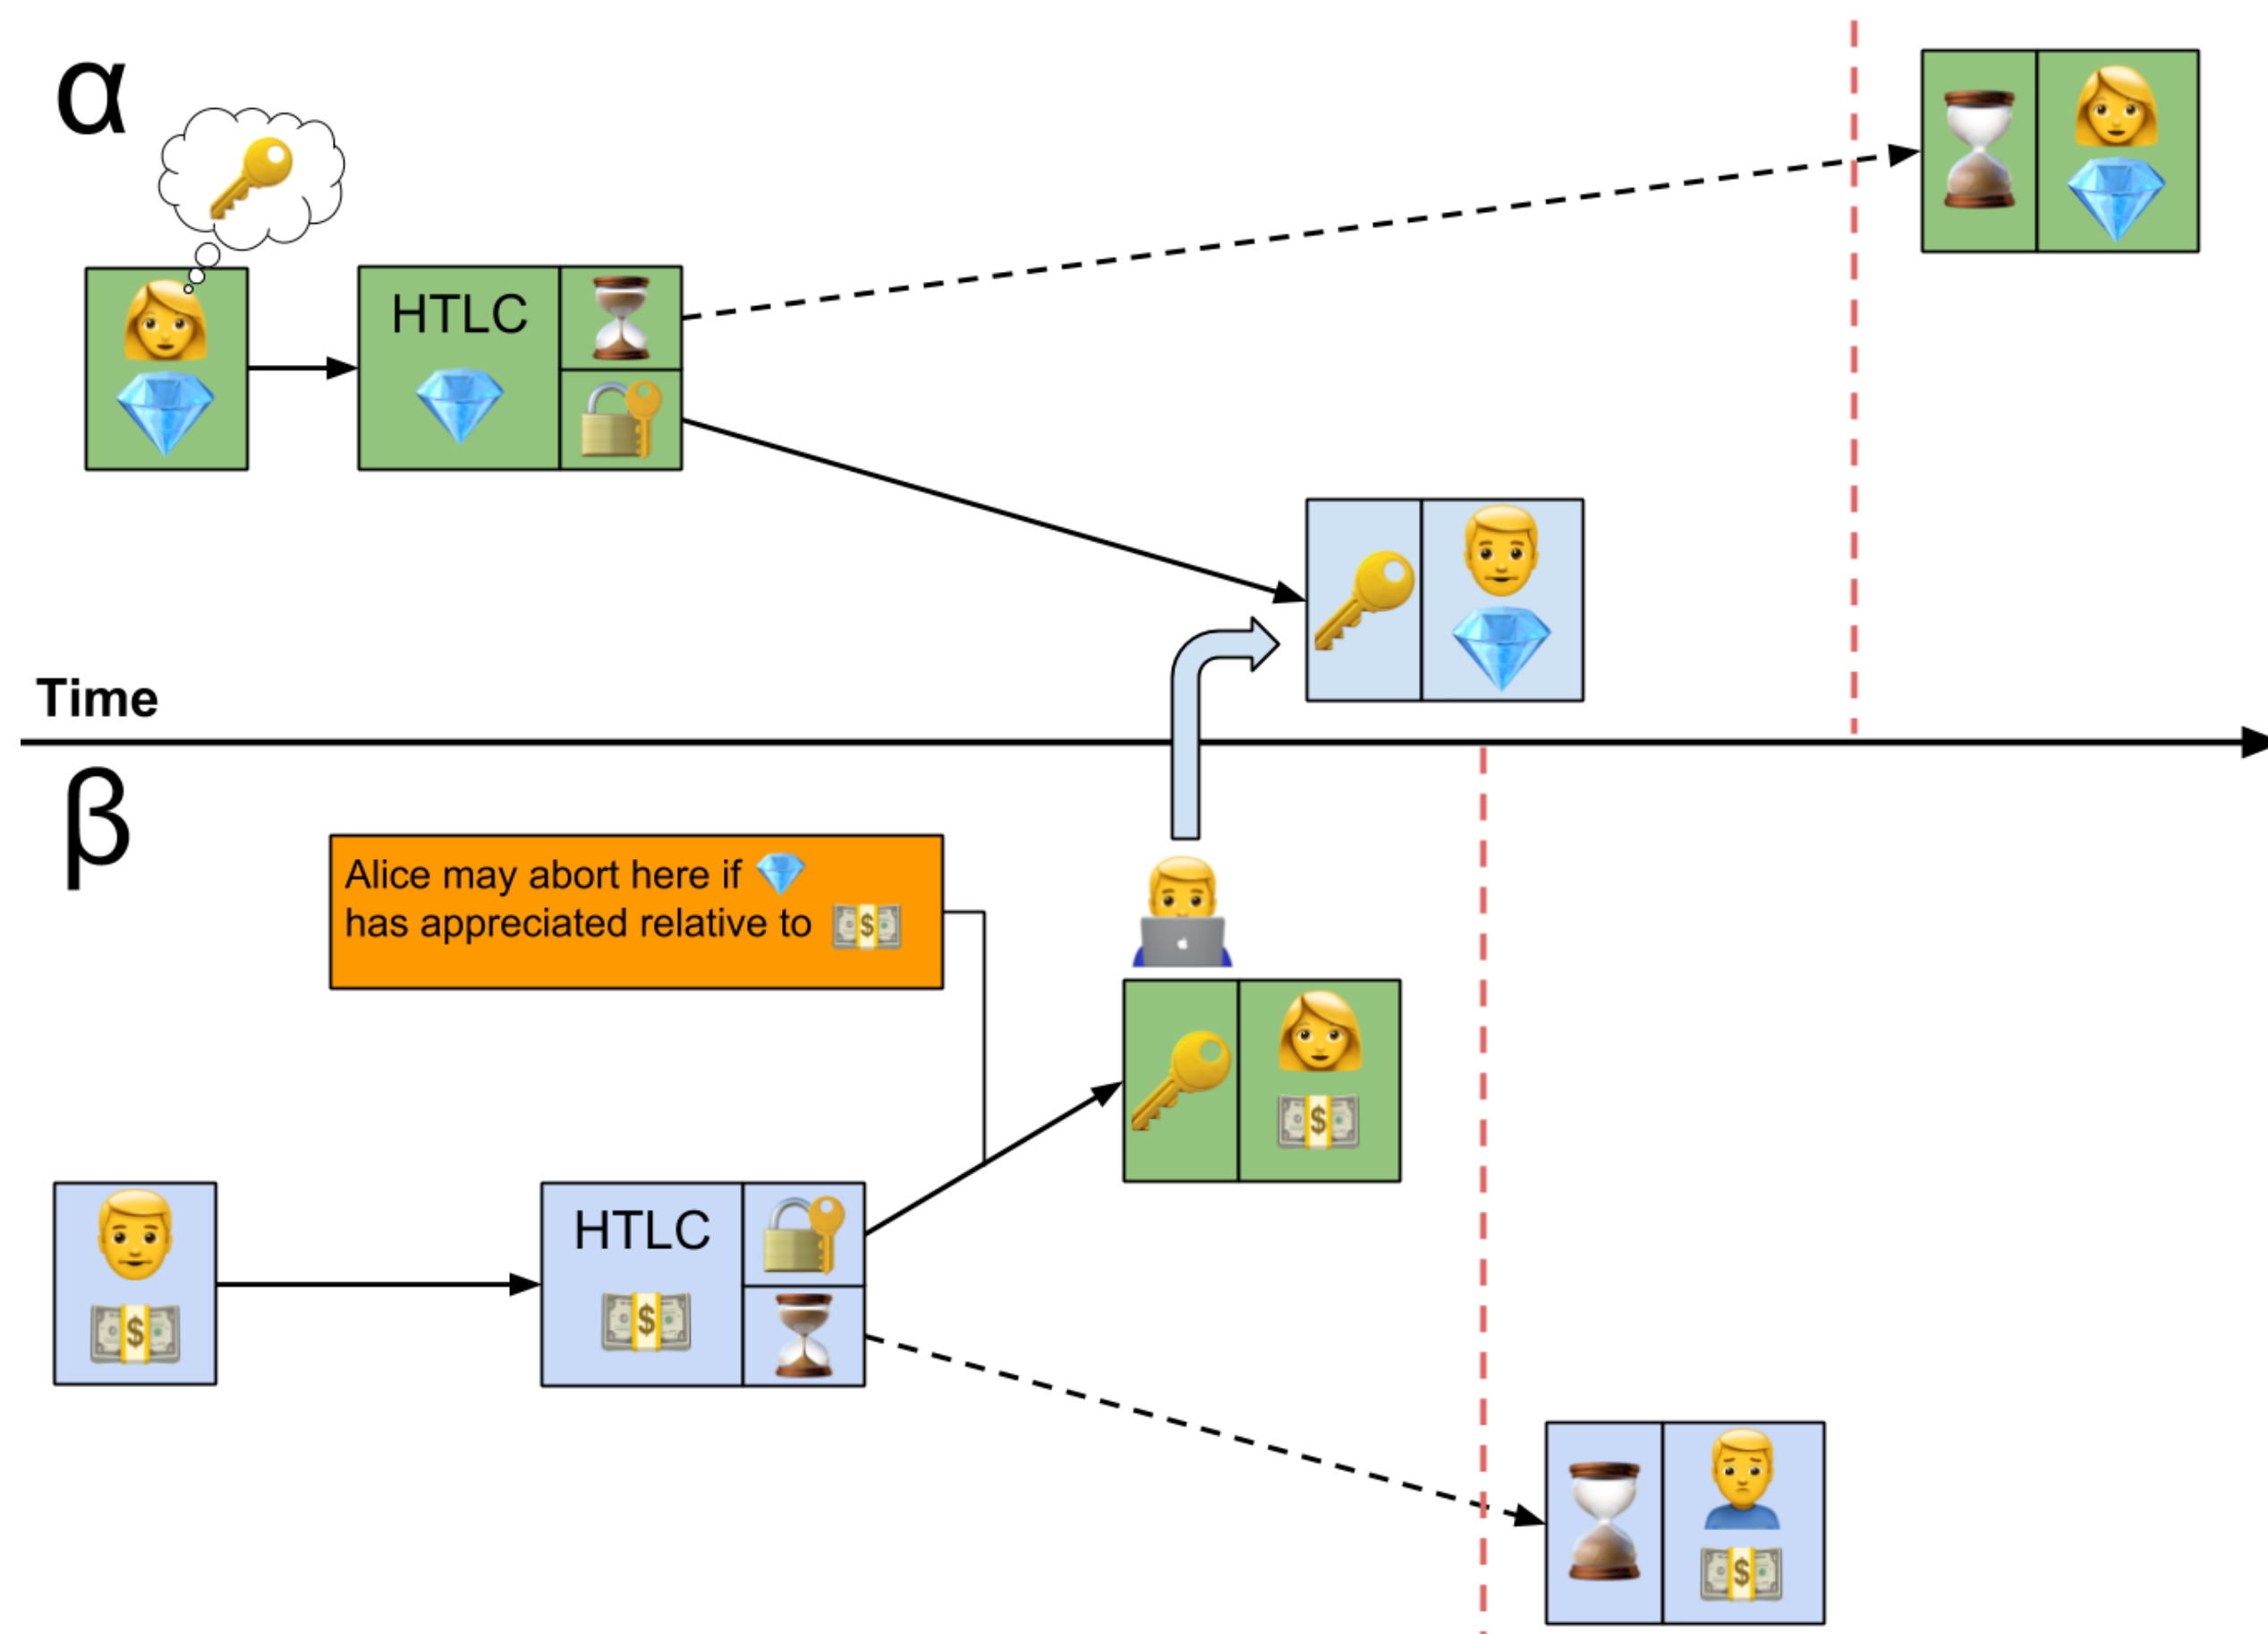 α
HTLC
Time
β
Alice may abort here if
has appreciated relative to
HTLC